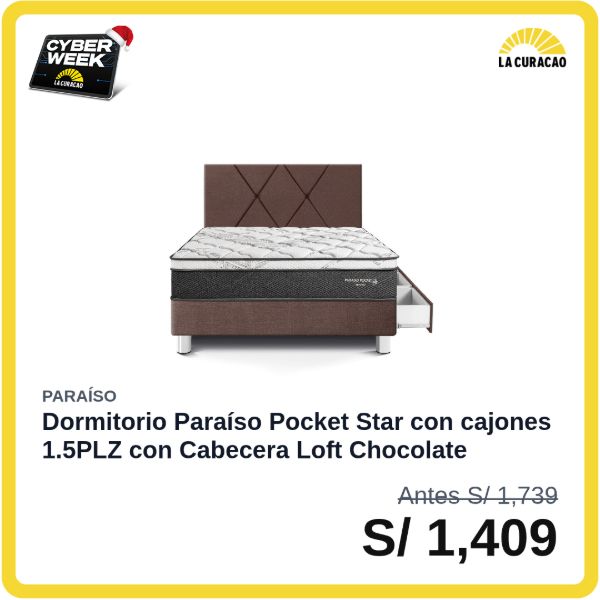 CYBER
WEEK
LA CURACAO
LA CURACAO
PARAÍSO
Dormitorio Paraíso Pocket Star con cajones
1.5PLZ con Cabecera Loft Chocolate
Antes S/ 1,739
S/ 1,409